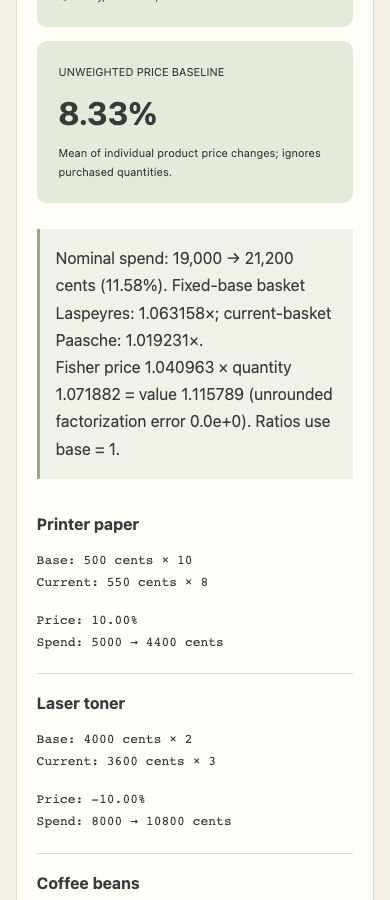 UNWEIGHTED PRICE BASELINE
8.33%
Mean of individual product price changes; ignores
purchased quantities.
Nominal spend: 19,000 → 21,200
cents (11.58%). Fixed-base basket
Laspeyres: 1.063158×; current-basket
Paasche: 1.019231×.
Fisher price 1.040963 × quantity
1.071882 = value 1.115789 (unrounded
factorization error 0.0e+0). Ratios use
base = 1.
Printer paper
Base: 500 cents × 10
Current: 550 cents × 8
Price: 10.00%
Spend: 5000 → 4400 cents
Laser toner
Base: 4000 cents × 2
Current: 3600 cents × 3
Price: -10.00%
Spend: 8000 → 10800 cents
Coffee beans